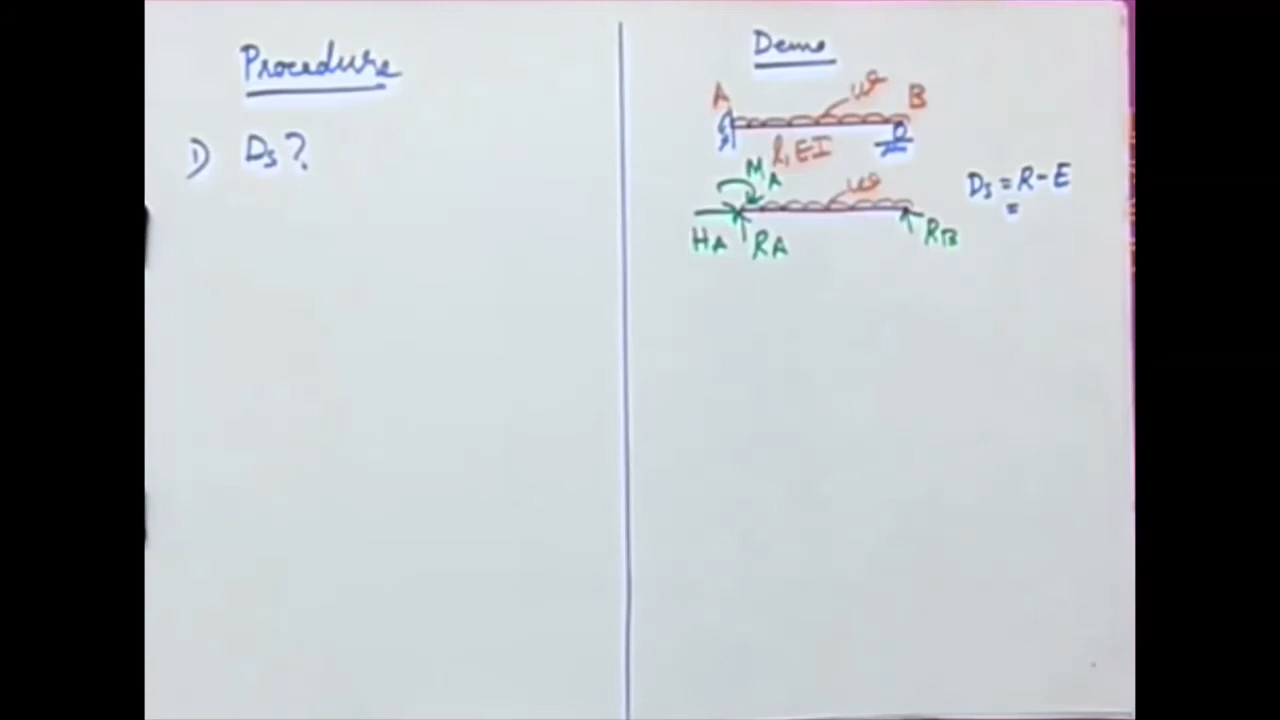 Procedure
1) Ds?
Demo
A w B
l, EI
MA w
HA RA RB
Ds = R - E
=